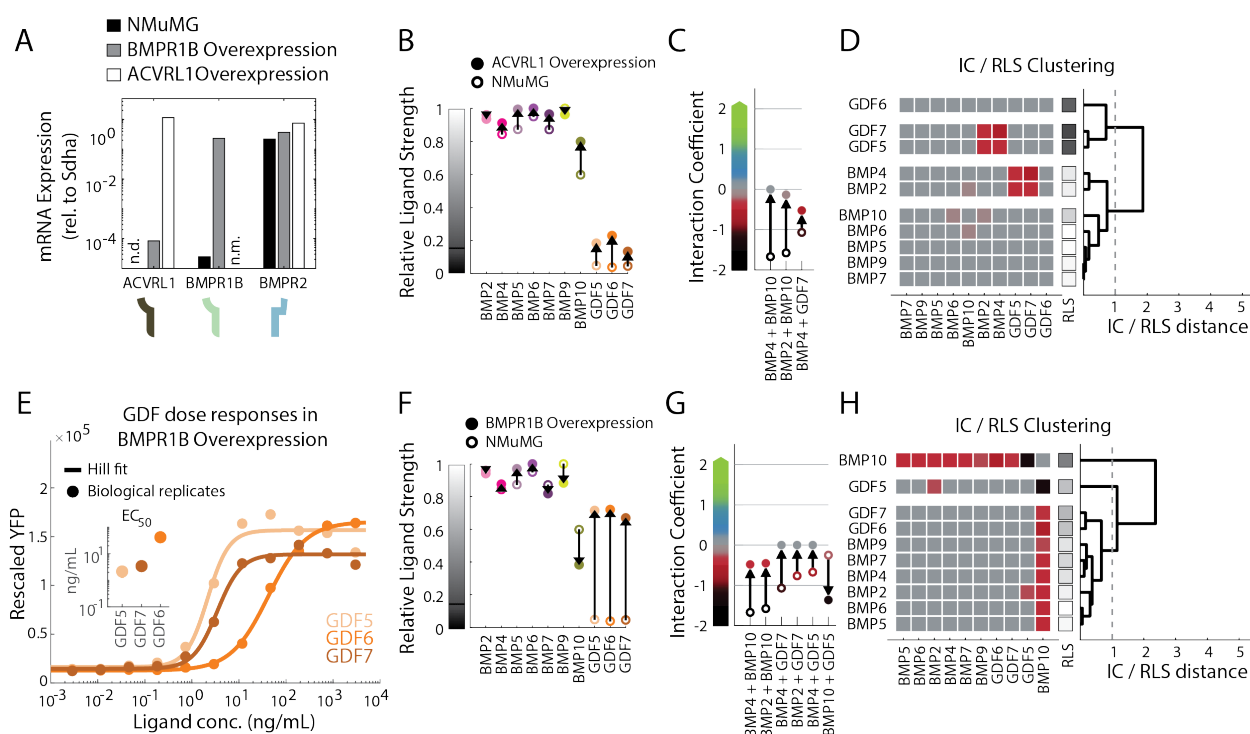 A
NMuMG
BMPR1B Overexpression
ACVRL1Overexpression
mRNA Expression
(rel. to Sdha)
10^0
10^-2
10^-4
n.d.
n.m.
ACVRL1 BMPR1B BMPR2
B
ACVRL1 Overexpression
NMuMG
Relative Ligand Strength
1
0.8
0.6
0.4
0.2
0
BMP2
BMP4
BMP5
BMP6
BMP7
BMP9
BMP10
GDF5
GDF6
GDF7
C
Interaction Coefficient
2
1
0
-1
-2
BMP4 + BMP10
BMP2 + BMP10
BMP4 + GDF7
D
IC / RLS Clustering
GDF6
GDF7
GDF5
BMP4
BMP2
BMP10
BMP6
BMP5
BMP9
BMP7
BMP7
BMP9
BMP5
BMP6
BMP10
BMP2
BMP4
GDF5
GDF7
GDF6
RLS
0 1 2 3 4 5
IC / RLS distance
E
GDF dose responses in
BMPR1B Overexpression
×10^5
Hill fit
Biological replicates
Rescaled YFP
2
1.5
1
0.5
0
EC50
ng/mL
10^1
10^-1
GDF5
GDF7
GDF6
GDF5
GDF6
GDF7
10^-3 10^-2 10^-1 10^0 10^1 10^2 10^3 10^4
Ligand conc. (ng/mL)
F
BMPR1B Overexpression
NMuMG
Relative Ligand Strength
1
0.8
0.6
0.4
0.2
0
BMP2
BMP4
BMP5
BMP6
BMP7
BMP9
BMP10
GDF5
GDF6
GDF7
G
Interaction Coefficient
2
1
0
-1
-2
BMP4 + BMP10
BMP2 + BMP10
BMP4 + GDF7
BMP2 + GDF7
BMP4 + GDF5
BMP10 + GDF5
H
IC / RLS Clustering
BMP10
GDF5
GDF7
GDF6
BMP9
BMP7
BMP4
BMP2
BMP6
BMP5
BMP5
BMP6
BMP2
BMP4
BMP7
BMP9
GDF6
GDF7
GDF5
BMP10
RLS
0 1 2 3 4 5
IC / RLS distance